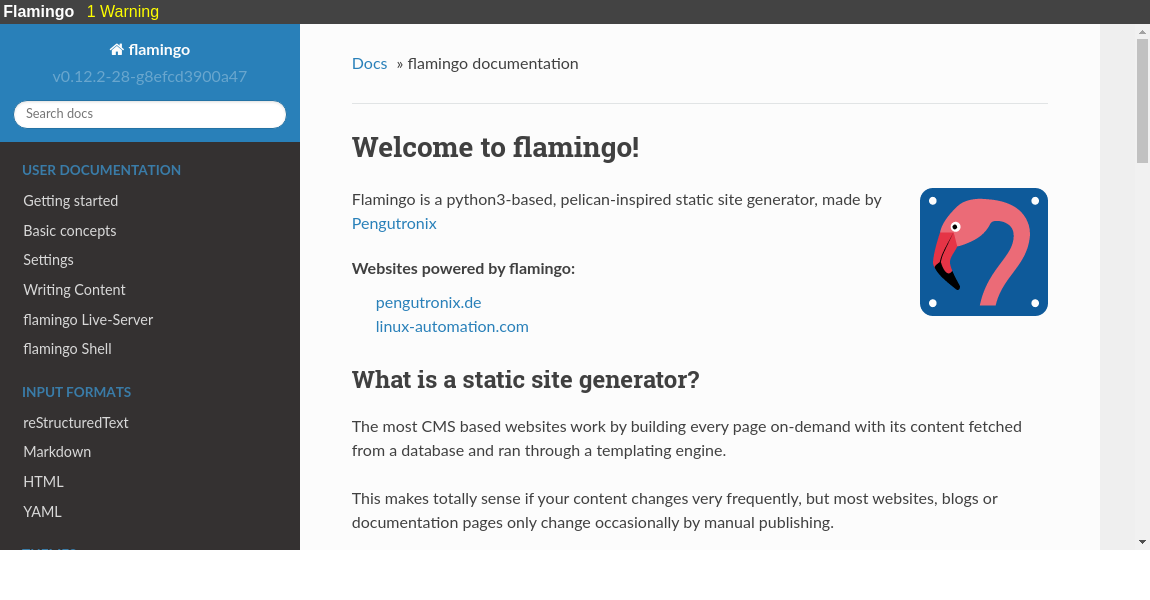 Flamingo 1 Warning
flamingo
v0.12.2-28-g8efcd3900a47
Search docs
USER DOCUMENTATION
Getting started
Basic concepts
Settings
Writing Content
flamingo Live-Server
flamingo Shell
INPUT FORMATS
reStructuredText
Markdown
HTML
YAML
Docs » flamingo documentation
Welcome to flamingo!
Flamingo is a python3-based, pelican-inspired static site generator, made by
Pengutronix
Websites powered by flamingo:
pengutronix.de
linux-automation.com
What is a static site generator?
The most CMS based websites work by building every page on-demand with its content fetched
from a database and ran through a templating engine.
This makes totally sense if your content changes very frequently, but most websites, blogs or
documentation pages only change occasionally by manual publishing.